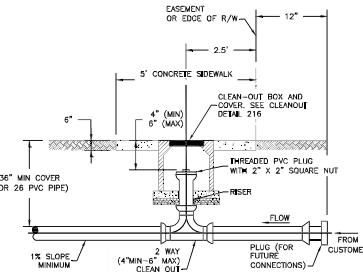 EASEMENT
OR EDGE OF R/W
12"
2.5'
5' CONCRETE SIDEWALK
CLEAN-OUT BOX AND
COVER. SEE CLEANOUT
DETAIL 216
4" (MIN)
6" (MAX)
6"
THREADED PVC PLUG
WITH 2" X 2" SQUARE NUT
36" MIN COVER
OR 26 PVC PIPE)
RISER
FLOW
1% SLOPE
MINIMUM
2 WAY
(4"MIN-6" MAX)
CLEAN OUT
PLUG (FOR
FUTURE
CONNECTIONS)
FROM
CUSTOME